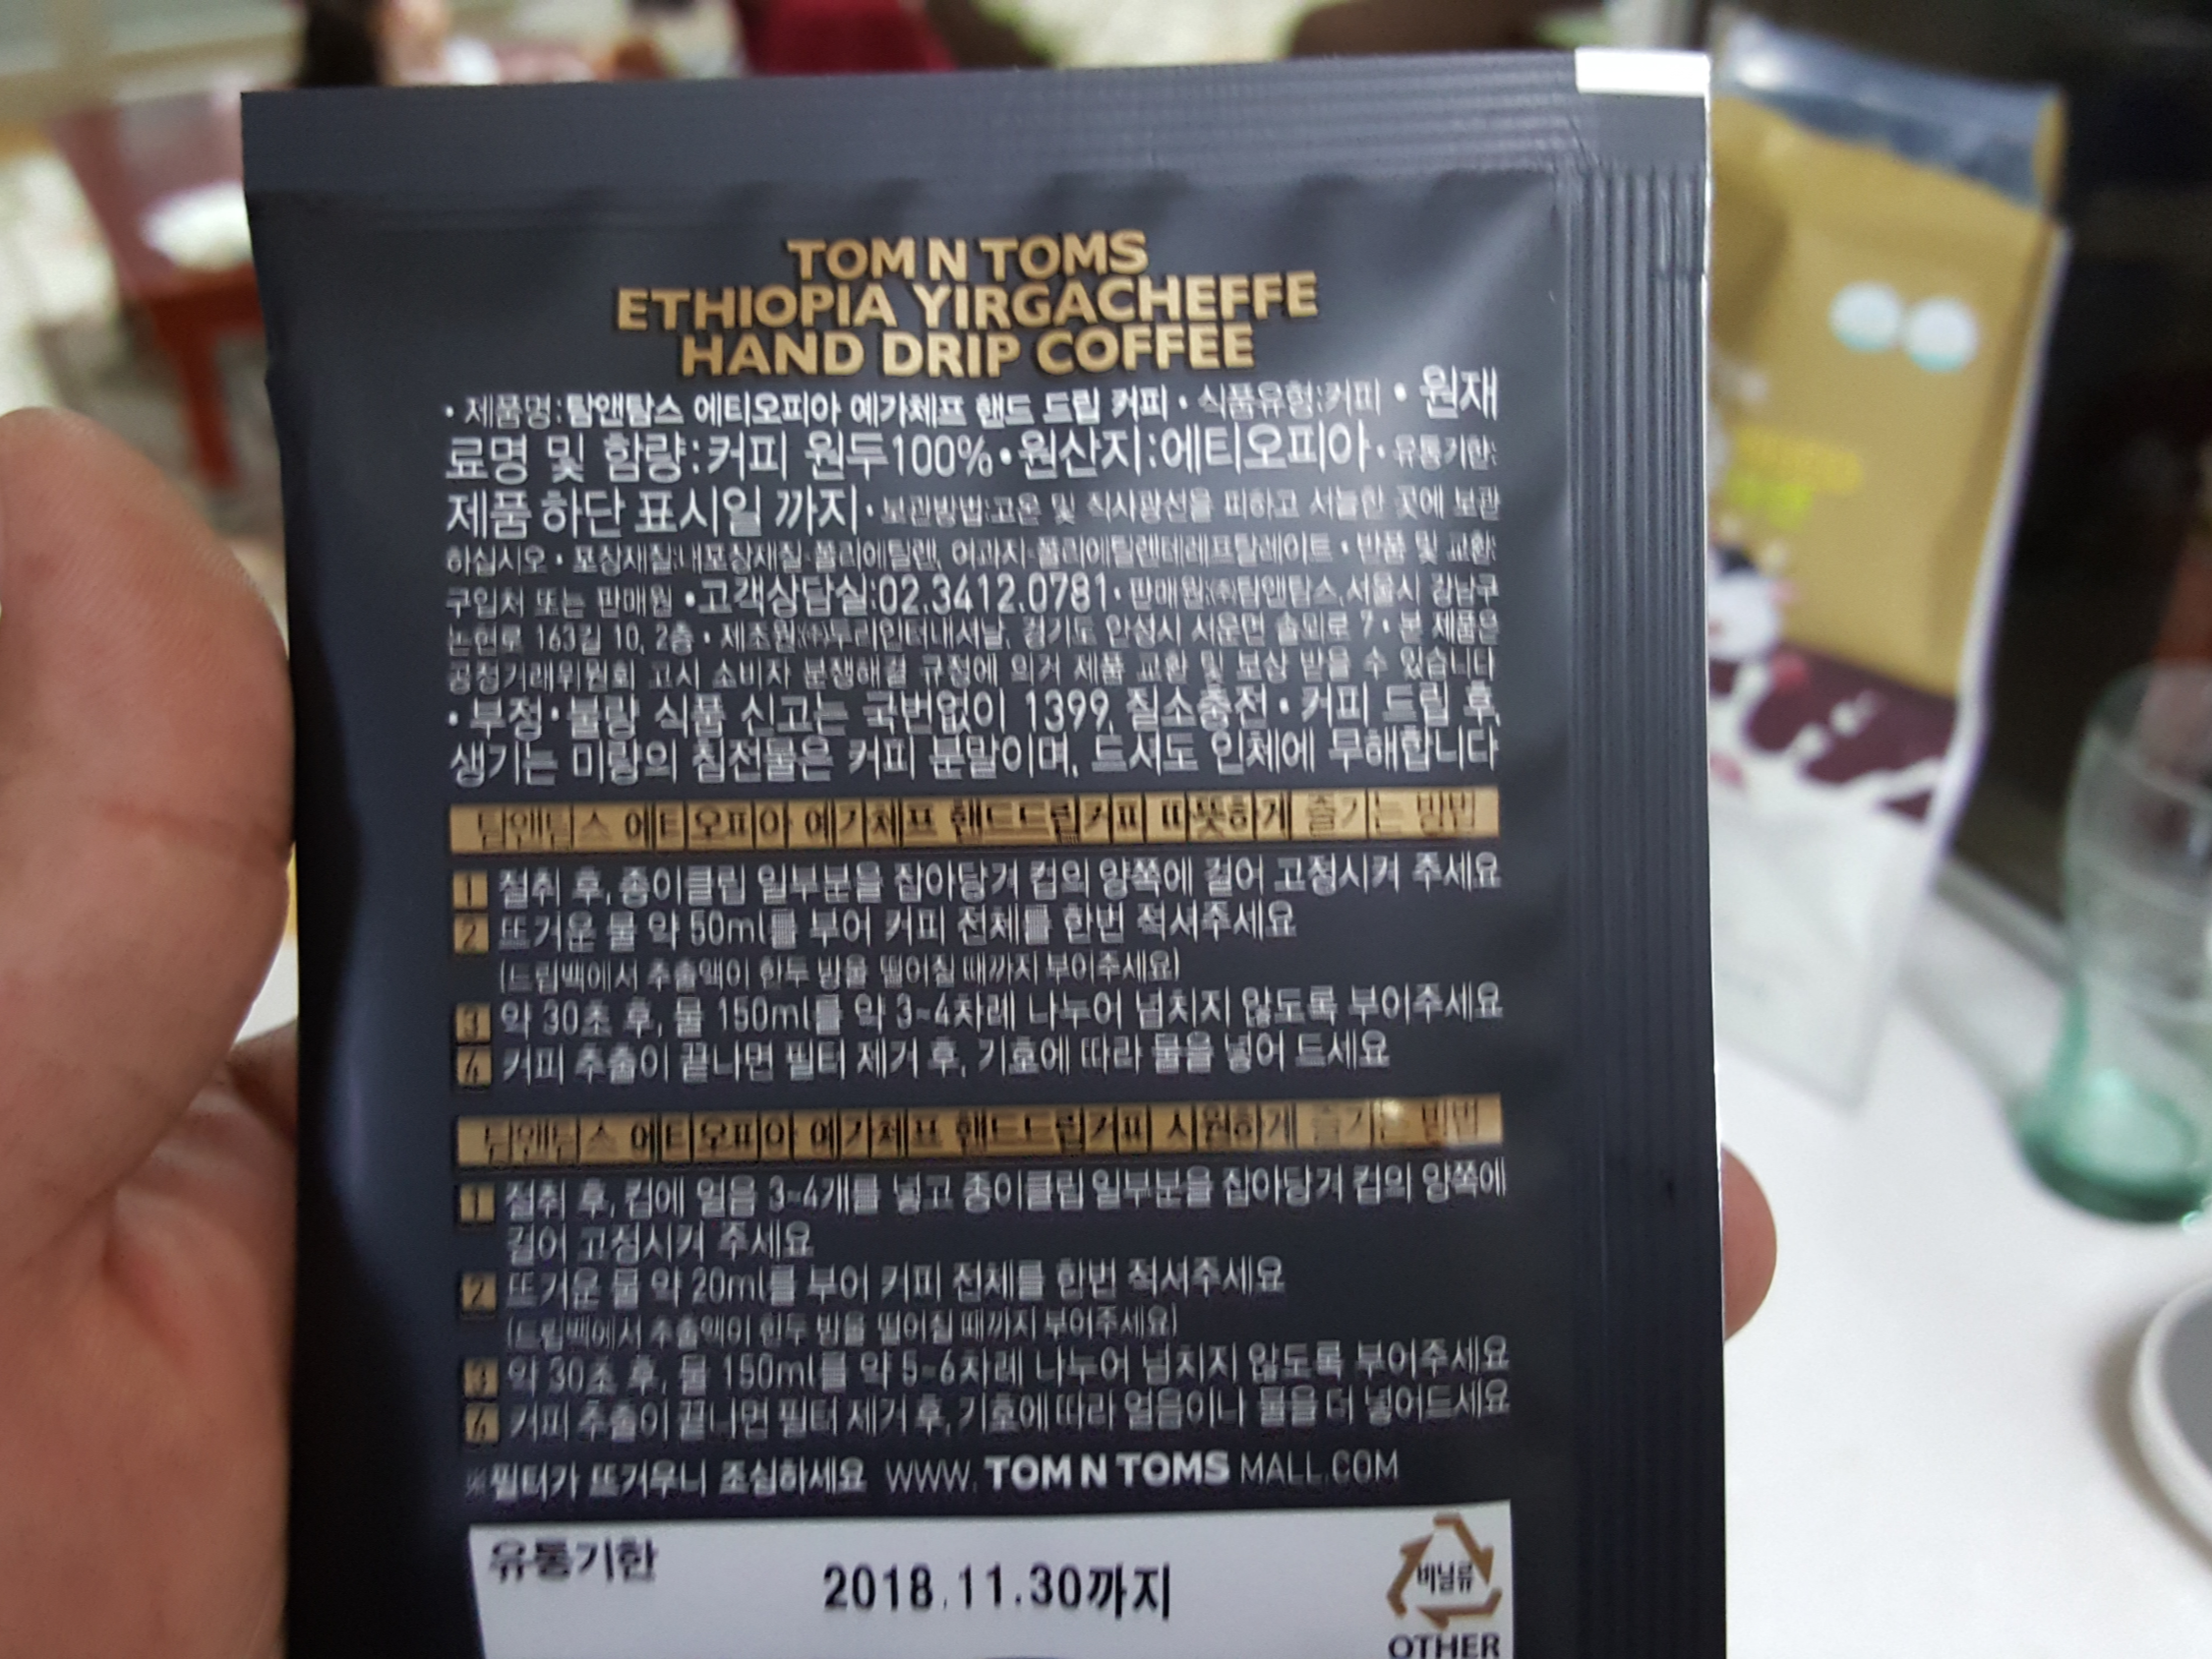 TOM N TOMS
ETHIOPIA YIRGACHEFFE
HAND DRIP COFFEE
• 제품명:탐앤탐스 에티오피아 예가체프 핸드 드립 커피 • 식품유형:커피 • 원재
료명 및 함량:커피 원두100%•원산지:에티오피아•유통기한:
제품 하단 표시일 까지•보관방법:고온 및 직사광선을 피하고 서늘한 곳에 보관
하십시오 • 포장재질:내포장재질-폴리에틸렌, 여과지-폴리에틸렌테레프탈레이트 • 반품 및 교환:
구입처 또는 판매원 •고객상담실:02.3412.0781• 판매원:㈜탐앤탐스,서울시 강남구
논현로 163길 10, 2층 • 제조원:㈜두리인터내셔날, 경기도 안성시 서운면 솔뫼로 7 • 본 제품은
공정거래위원회 고시 소비자 분쟁해결 규정에 의거 제품 교환 및 보상 받을 수 있습니다
• 부정•불량 식품 신고는 국번없이 1399, 질소충전 • 커피 드립 후,
생기는 미량의 침전물은 커피 분말이며, 드셔도 인체에 무해합니다
탐앤탐스 에티오피아 예가체프 핸드드립커피 따뜻하게 즐기는 방법
1 절취 후, 종이클립 일부분을 잡아당겨 컵의 양쪽에 걸어 고정시켜 주세요
2 뜨거운 물 약 50ml를 부어 커피 전체를 한번 적셔주세요
(드립백에서 추출액이 한두 방울 떨어질 때까지 부어주세요)
3 약 30초 후, 물 150ml를 약 3~4차례 나누어 넘치지 않도록 부어주세요
4 커피 추출이 끝나면 필터 제거 후, 기호에 따라 물을 넣어 드세요
탐앤탐스 에티오피아 예가체프 핸드드립커피 시원하게 즐기는 방법
1 절취 후, 컵에 얼음 3~4개를 넣고 종이클립 일부분을 잡아당겨 컵의 양쪽에
걸어 고정시켜 주세요
2 뜨거운 물 약 20ml를 부어 커피 전체를 한번 적셔주세요
(드립백에서 추출액이 한두 방울 떨어질 때까지 부어주세요)
3 약 30초 후, 물 150ml를 약 5~6차례 나누어 넘치지 않도록 부어주세요
4 커피 추출이 끝나면 필터 제거 후, 기호에 따라 얼음이나 물을 더 넣어드세요
※필터가 뜨거우니 조심하세요 WWW. TOM N TOMS MALL.COM
유통기한
2018.11.30까지
비닐류
OTHER